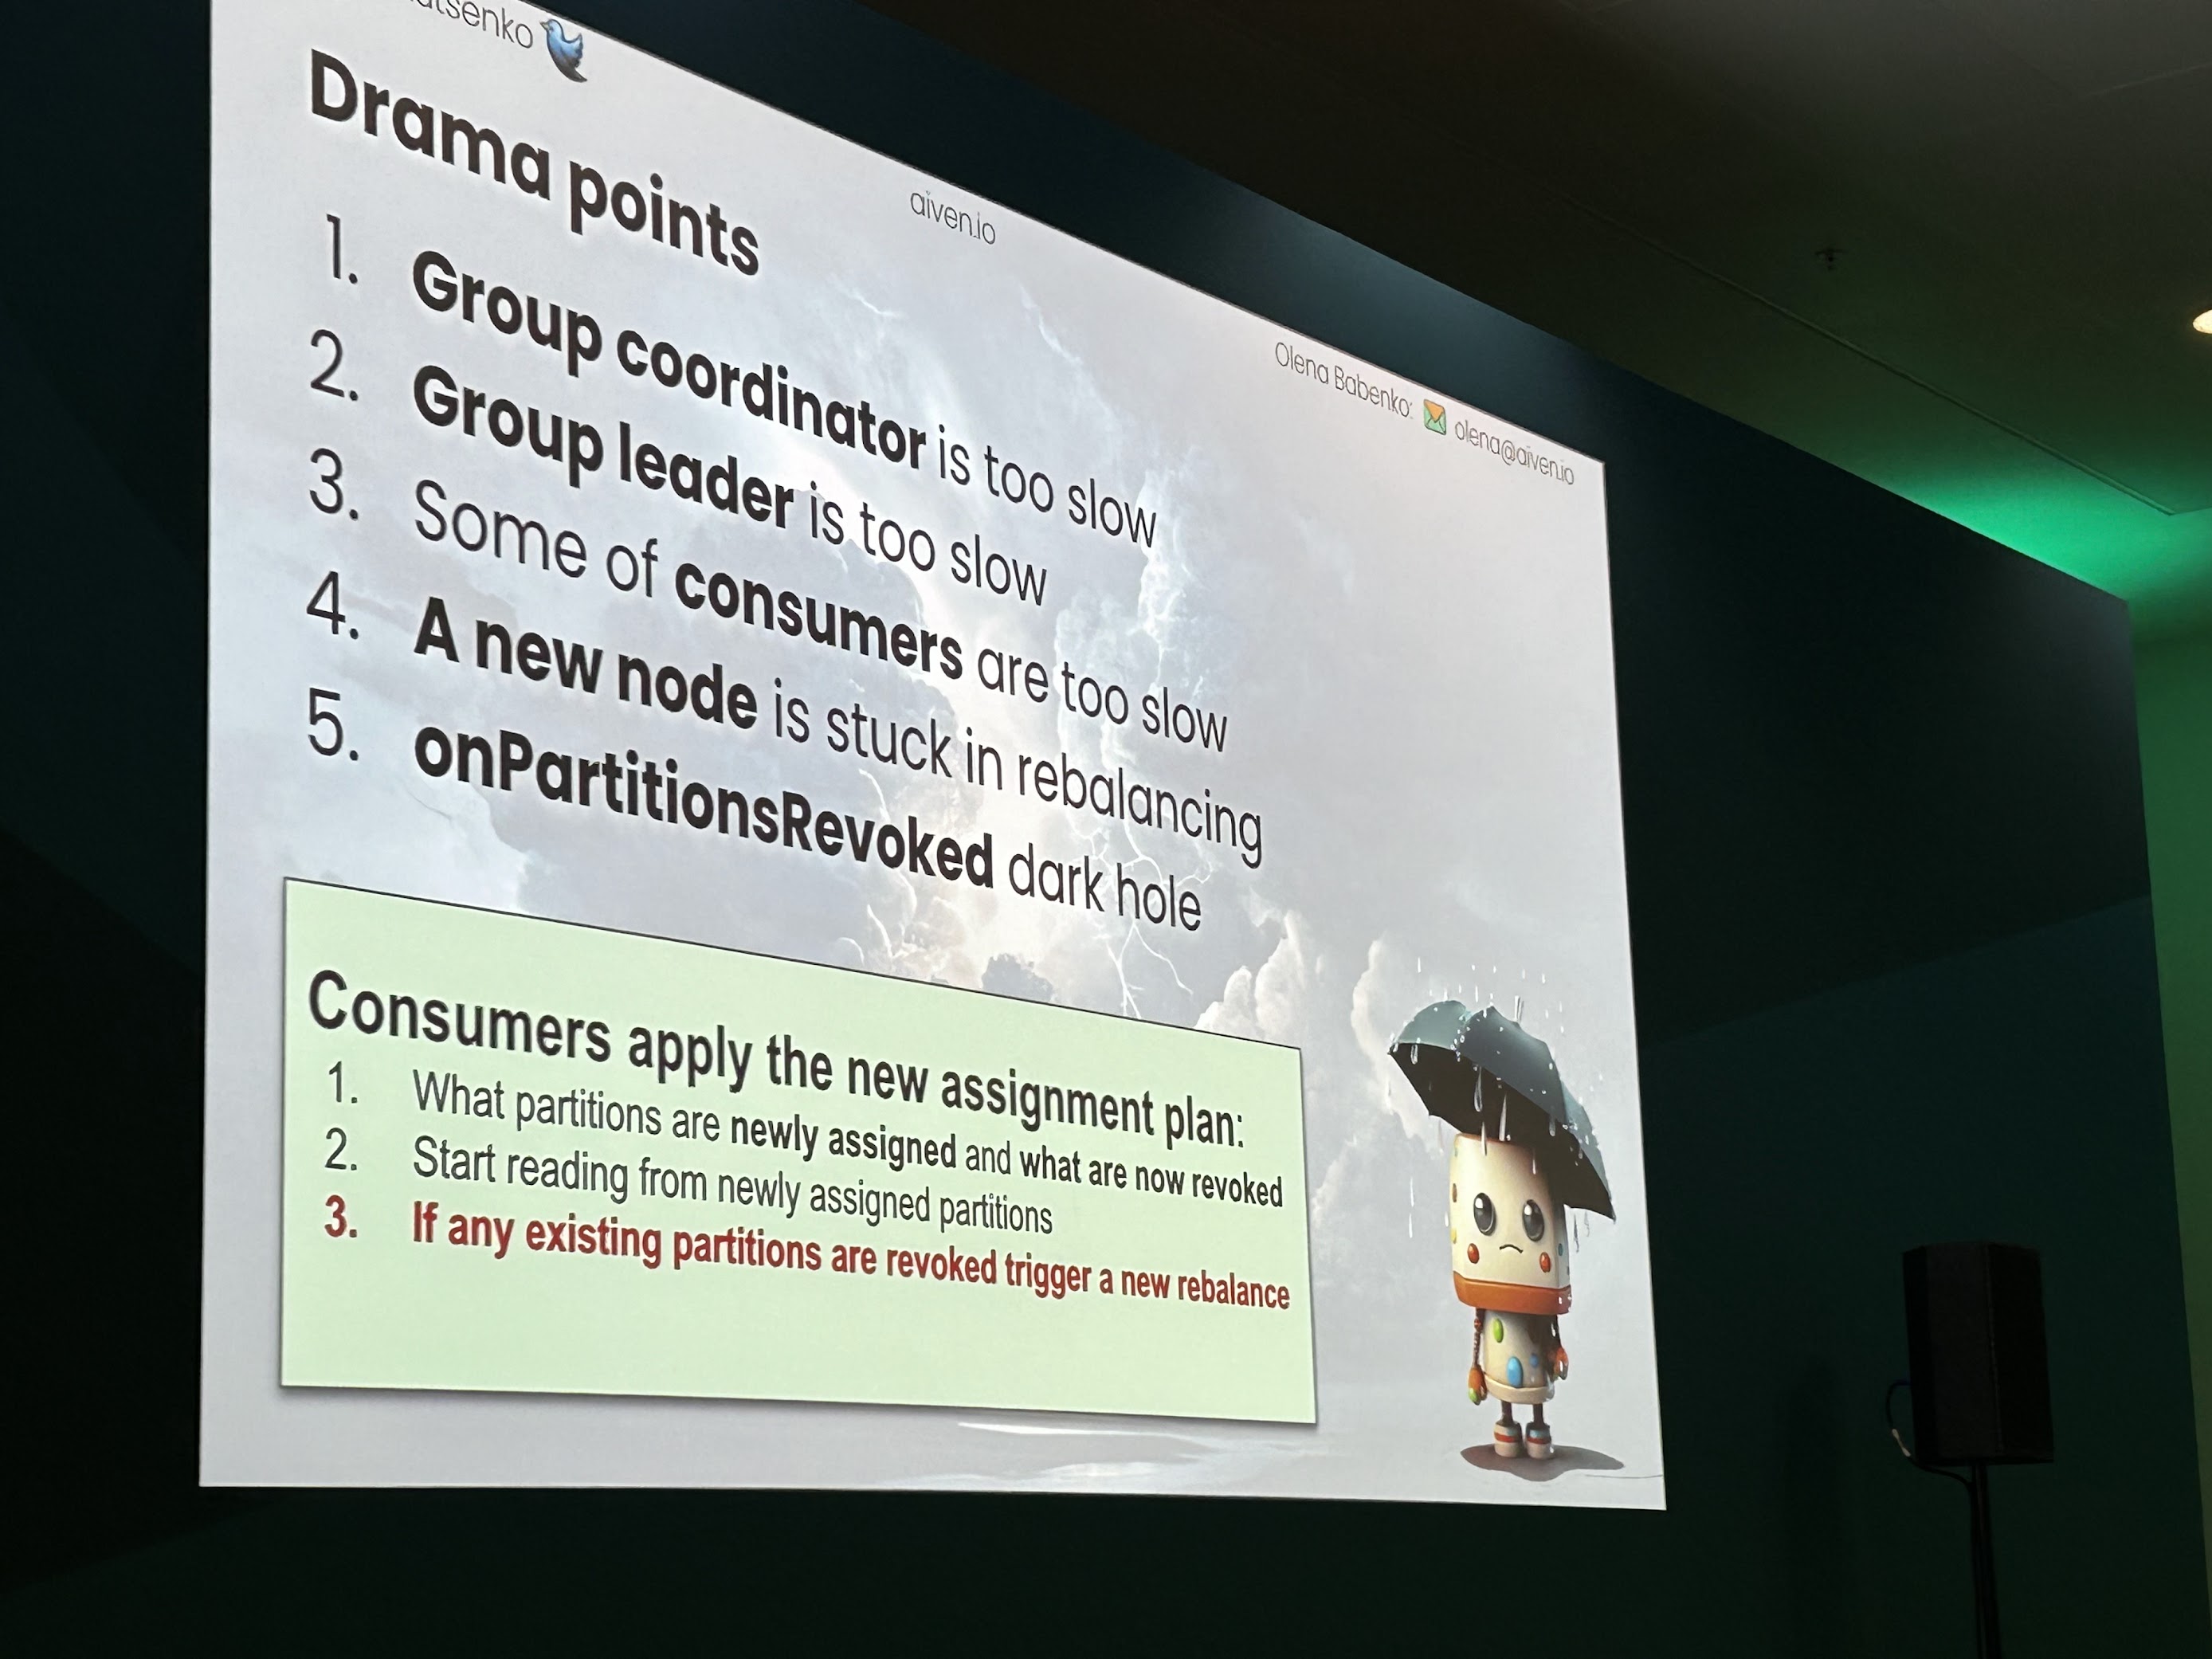 aiven.io
Olena Babenko: olena@aiven.io
Drama points
1. Group coordinator is too slow
2. Group leader is too slow
3. Some of consumers are too slow
4. A new node is stuck in rebalancing
5. onPartitionsRevoked dark hole
Consumers apply the new assignment plan:
1. What partitions are newly assigned and what are now revoked
2. Start reading from newly assigned partitions
3. If any existing partitions are revoked trigger a new rebalance